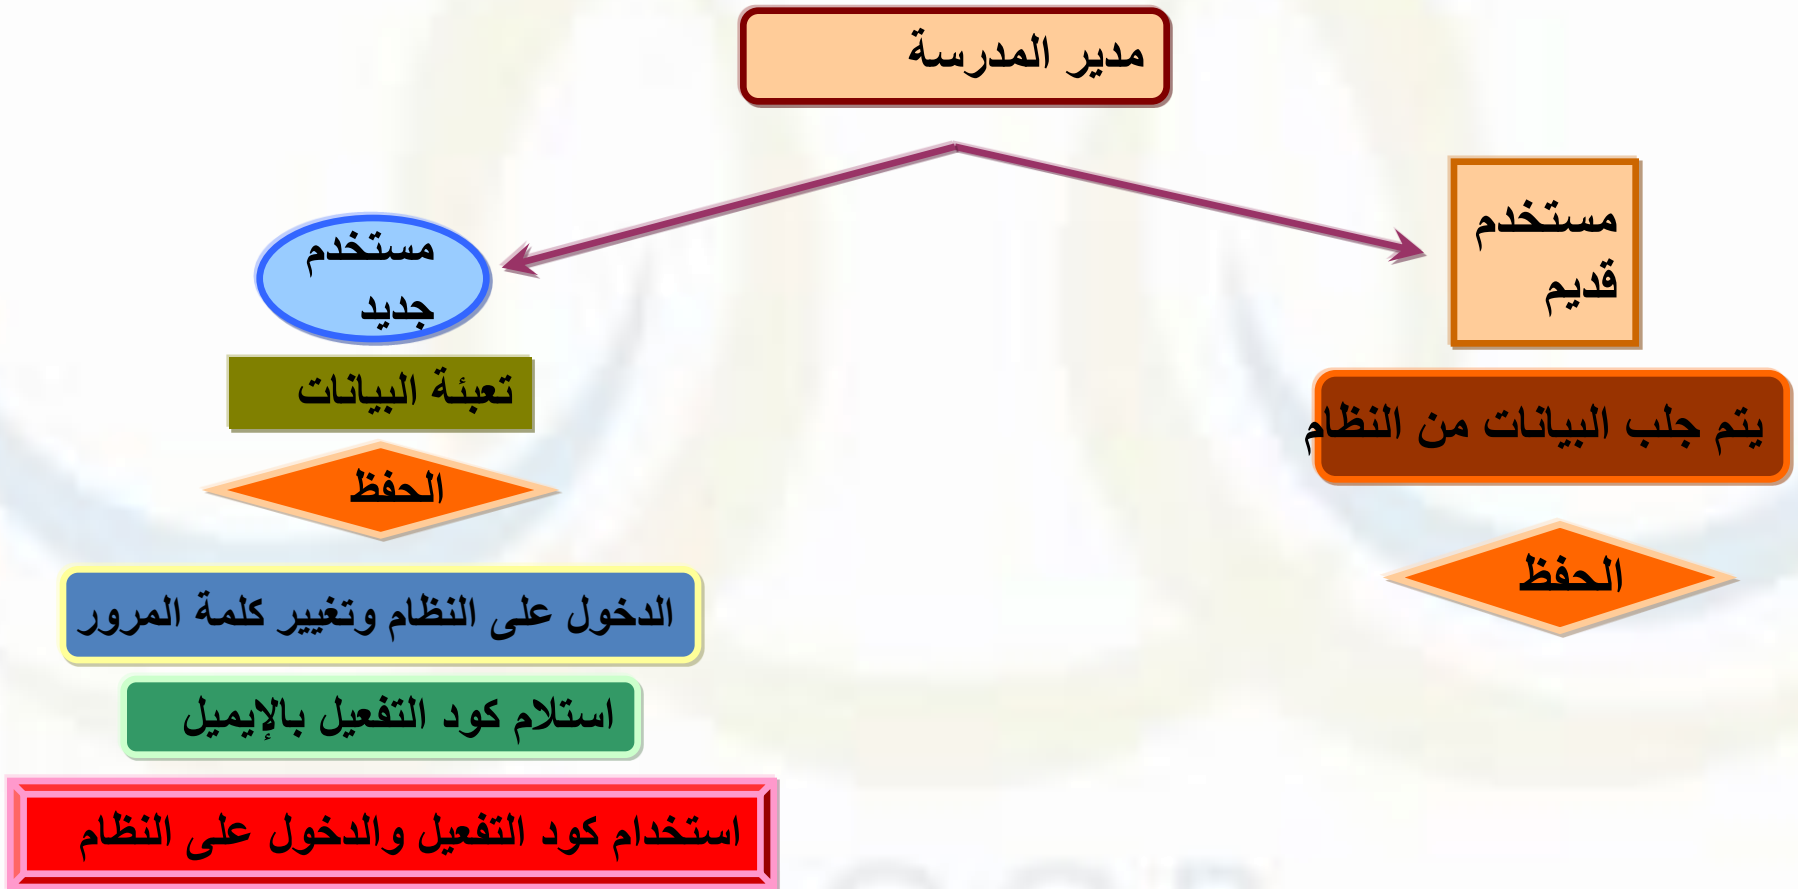 مدير المدرسة
مستخدم
قديم
يتم جلب البيانات من النظام
الحفظ
مستخدم
جديد
تعبئة البيانات
الحفظ
الدخول على النظام وتغيير كلمة المرور
استلام كود التفعيل بالإيميل
استخدام كود التفعيل والدخول على النظام